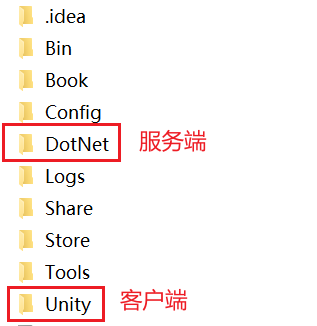 .idea
Bin
Book
Config
DotNet 服务端
Logs
Share
Store
Tools
Unity 客户端